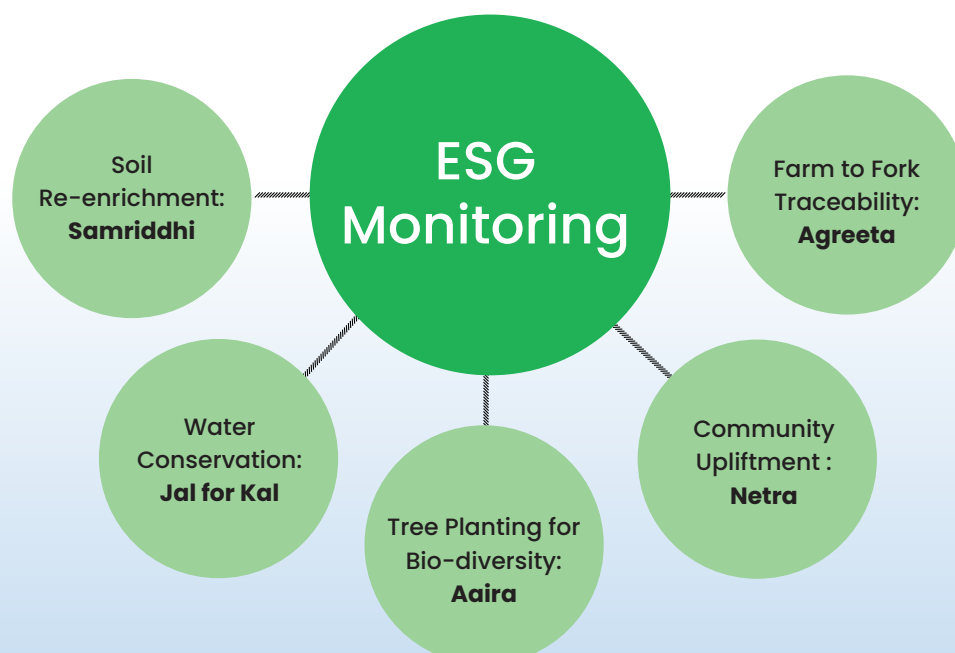 ESG
Monitoring
Soil
Re-enrichment:
Samriddhi
Farm to Fork
Traceability:
Agreeta
Water
Conservation:
Jal for Kal
Community
Upliftment :
Netra
Tree Planting for
Bio-diversity:
Aaira